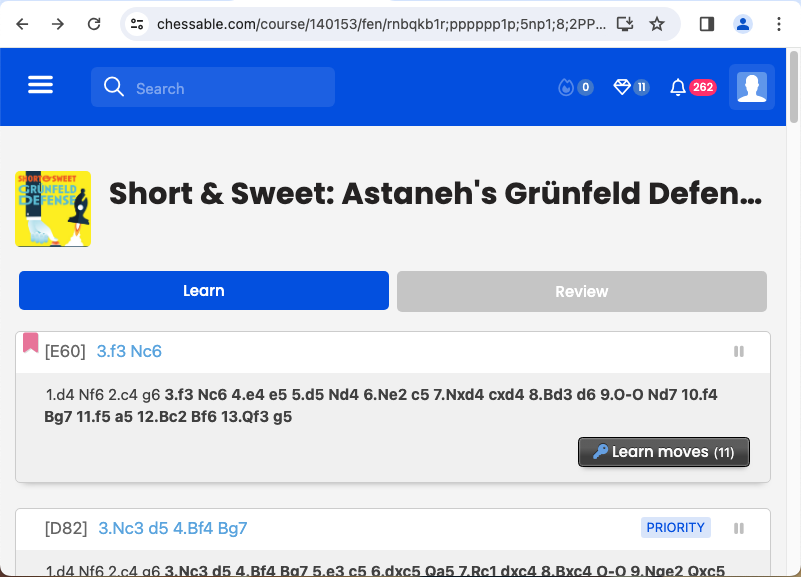 chessable.com/course/140153/fen/rnbqkb1r;pppppp1p;5np1;8;2PP...
Search
0
11
262
SHORT & SWEET
GRÜNFELD
DEFENSE
Short & Sweet: Astaneh's Grünfeld Defen...
Learn
Review
[E60] 3.f3 Nc6
1.d4 Nf6 2.c4 g6 3.f3 Nc6 4.e4 e5 5.d5 Nd4 6.Ne2 c5 7.Nxd4 cxd4 8.Bd3 d6 9.O-O Nd7 10.f4
Bg7 11.f5 a5 12.Bc2 Bf6 13.Qf3 g5
Learn moves (11)
[D82] 3.Nc3 d5 4.Bf4 Bg7
PRIORITY
1.d4 Nf6 2.c4 g6 3.Nc3 d5 4.Bf4 Bg7 5.e3 c5 6.dxc5 Qa5 7.Rc1 dxc4 8.Bxc4 O-O 9.Nge2 Qxc5